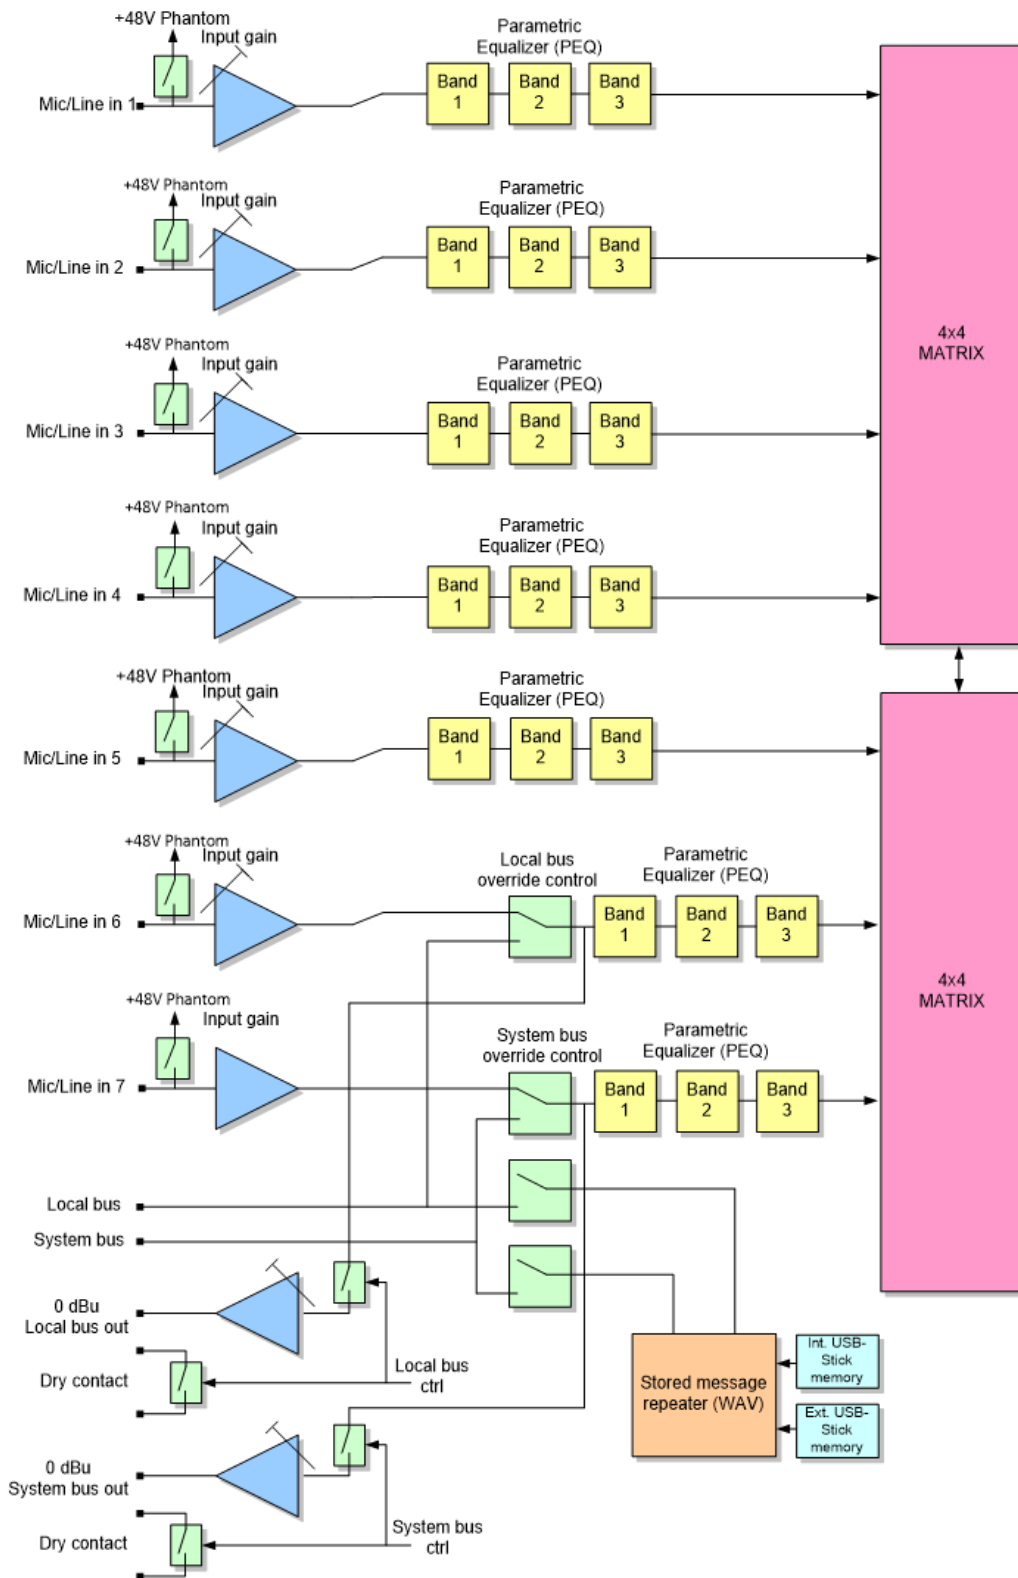 +48V Phantom
Input gain
Mic/Line in 1
Parametric
Equalizer (PEQ)
Band
1
Band
2
Band
3
+48V Phantom
Input gain
Mic/Line in 2
Parametric
Equalizer (PEQ)
Band
1
Band
2
Band
3
4x4
MATRIX
+48V Phantom
Input gain
Mic/Line in 3
Parametric
Equalizer (PEQ)
Band
1
Band
2
Band
3
+48V Phantom
Input gain
Mic/Line in 4
Parametric
Equalizer (PEQ)
Band
1
Band
2
Band
3
+48V Phantom
Input gain
Mic/Line in 5
Parametric
Equalizer (PEQ)
Band
1
Band
2
Band
3
+48V Phantom
Input gain
Mic/Line in 6
Local bus
override control
Parametric
Equalizer (PEQ)
Band
1
Band
2
Band
3
4x4
MATRIX
+48V Phantom
Input gain
Mic/Line in 7
System bus
override control
Parametric
Equalizer (PEQ)
Band
1
Band
2
Band
3
Local bus
System bus
0 dBu
Local bus out
Dry contact
Local bus
ctrl
Stored message
repeater (WAV)
Int. USB-
Stick
memory
Ext. USB-
Stick
memory
0 dBu
System bus out
Dry contact
System bus
ctrl